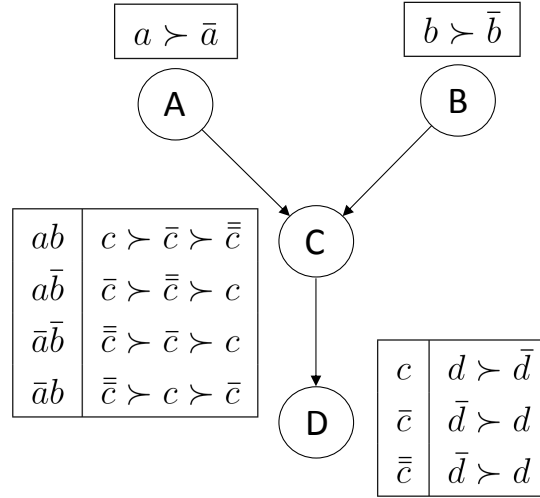 a ≻ ā
b ≻ b̄
A
B
ab c ≻ c̄ ≻ c̿
ab̄ c̄ ≻ c̿ ≻ c
āb̄ c̿ ≻ c̄ ≻ c
āb c̿ ≻ c ≻ c̄
C
c d ≻ d̄
c̄ d̄ ≻ d
c̿ d̄ ≻ d
D